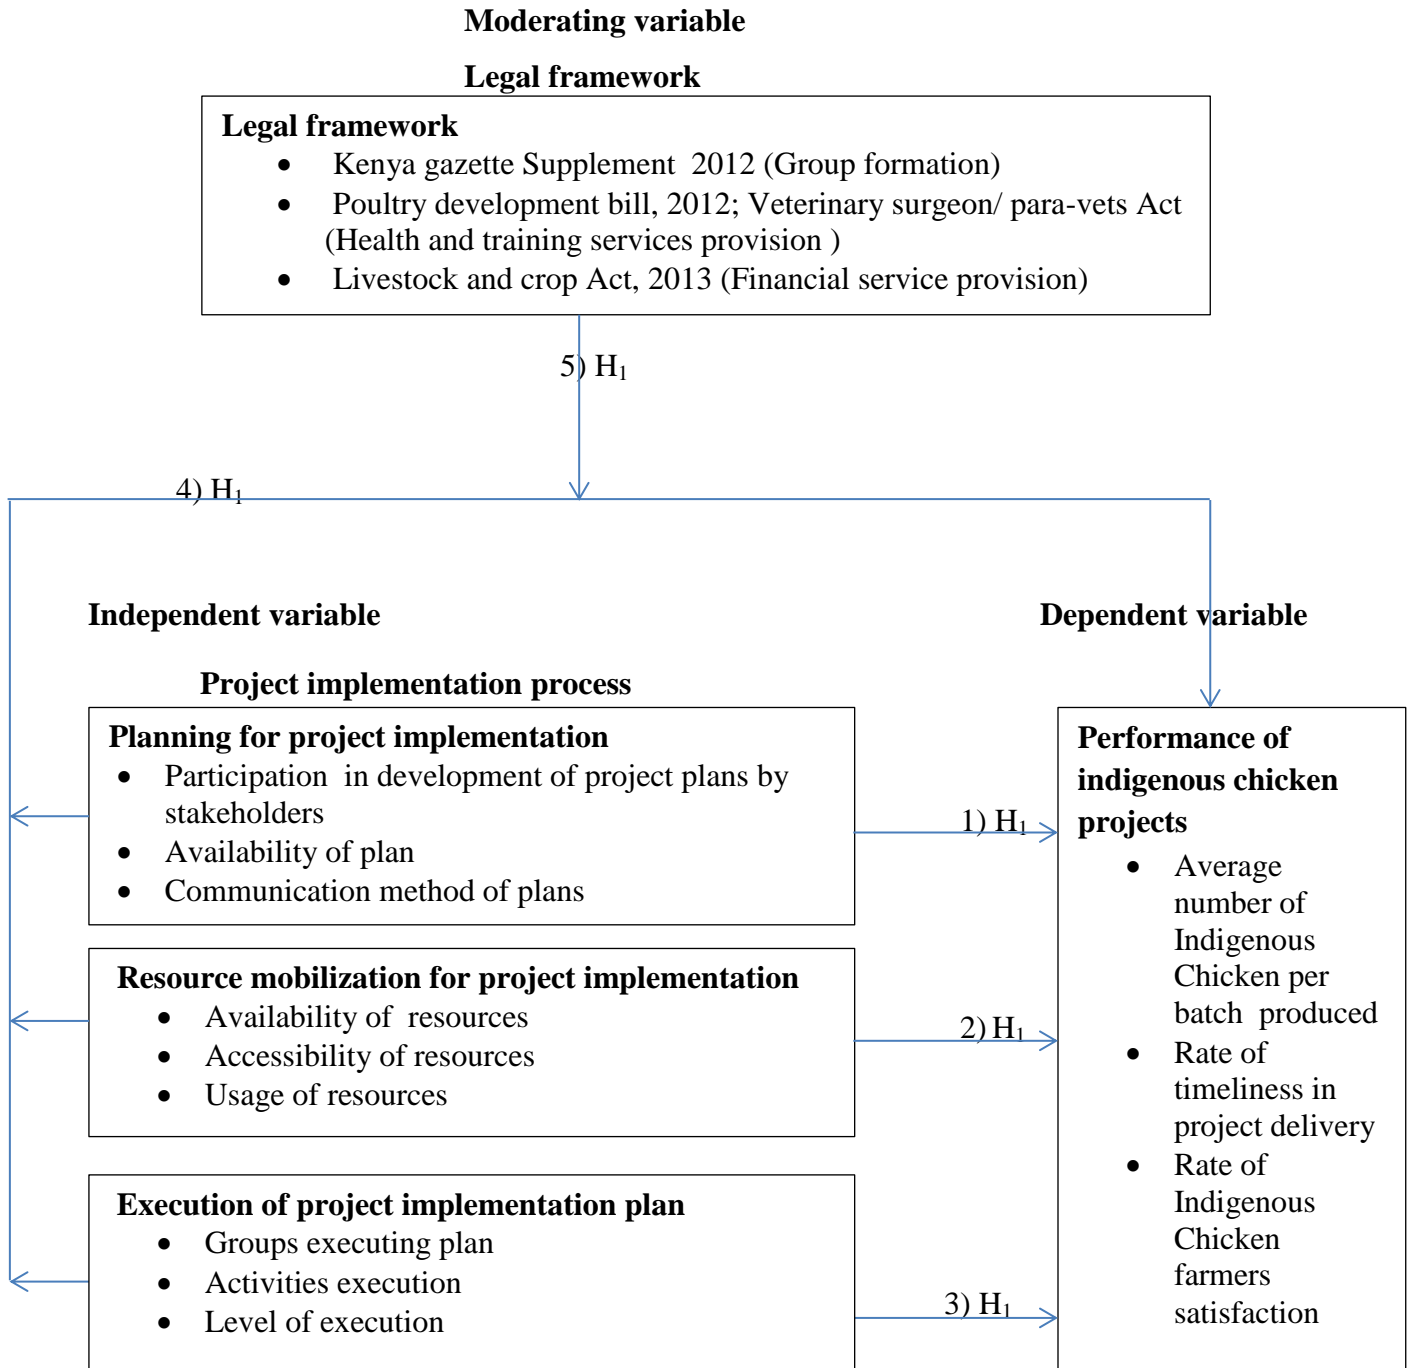 Moderating variable
Legal framework
Legal framework
• Kenya gazette Supplement 2012 (Group formation)
• Poultry development bill, 2012; Veterinary surgeon/ para-vets Act
(Health and training services provision )
• Livestock and crop Act, 2013 (Financial service provision)
5) H₁
4) H₁
Independent variable
Dependent variable
Project implementation process
Planning for project implementation
• Participation in development of project plans by
stakeholders
• Availability of plan
• Communication method of plans
1) H₁
Resource mobilization for project implementation
• Availability of resources
• Accessibility of resources
• Usage of resources
2) H₁
Execution of project implementation plan
• Groups executing plan
• Activities execution
• Level of execution
3) H₁
Performance of
indigenous chicken
projects
• Average
number of
Indigenous
Chicken per
batch produced
• Rate of
timeliness in
project delivery
• Rate of
Indigenous
Chicken
farmers
satisfaction